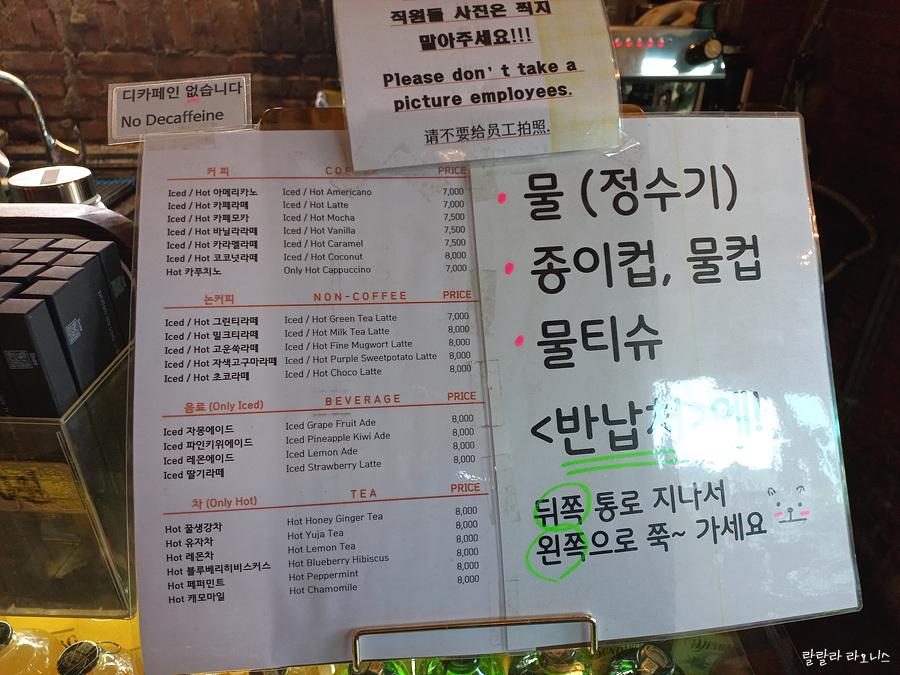 직원들 사진은 찍지
말아주세요!!!
Please don't take a
picture employees.
请不要给员工拍照.
디카페인 없습니다
No Decaffeine
커피 PRICE
Iced / Hot 아메리카노 Iced / Hot Americano 7,000
Iced / Hot 카페라떼 Iced / Hot Latte 7,000
Iced / Hot 카페모카 Iced / Hot Mocha 7,500
Iced / Hot 바닐라라떼 Iced / Hot Vanilla 7,500
Iced / Hot 카라멜라떼 Iced / Hot Caramel 7,500
Iced / Hot 코코넛라떼 Iced / Hot Coconut 8,000
Hot 카푸치노 Only Hot Cappuccino 7,000
논커피 NON-COFFEE PRICE
Iced / Hot 그린티라떼 Iced / Hot Green Tea Latte 7,000
Iced / Hot 밀크티라떼 Iced / Hot Milk Tea Latte 8,000
Iced / Hot 고운쑥라떼 Iced / Hot Fine Mugwort Latte 8,000
Iced / Hot 자색고구마라떼 Iced / Hot Purple Sweetpotato Latte 8,000
Iced / Hot 초코라떼 Iced / Hot Choco Latte 8,000
음료 (Only Iced) BEVERAGE PRICE
Iced 자몽에이드 Iced Grape Fruit Ade 8,000
Iced 파인키위에이드 Iced Pineapple Kiwi Ade 8,000
Iced 레몬에이드 Iced Lemon Ade 8,000
Iced 딸기라떼 Iced Strawberry Latte 8,000
차 (Only Hot) TEA PRICE
Hot 꿀생강차 Hot Honey Ginger Tea 8,000
Hot 유자차 Hot Yuja Tea 8,000
Hot 레몬차 Hot Lemon Tea 8,000
Hot 블루베리히비스커스 Hot Blueberry Hibiscus 8,000
Hot 페퍼민트 Hot Peppermint 8,000
Hot 캐모마일 Hot Chamomile 8,000
물 (정수기)
종이컵, 물컵
물티슈
<반납처>에!
뒤쪽 통로 지나서
왼쪽으로 쭉~ 가세요
랄랄라 라오니스